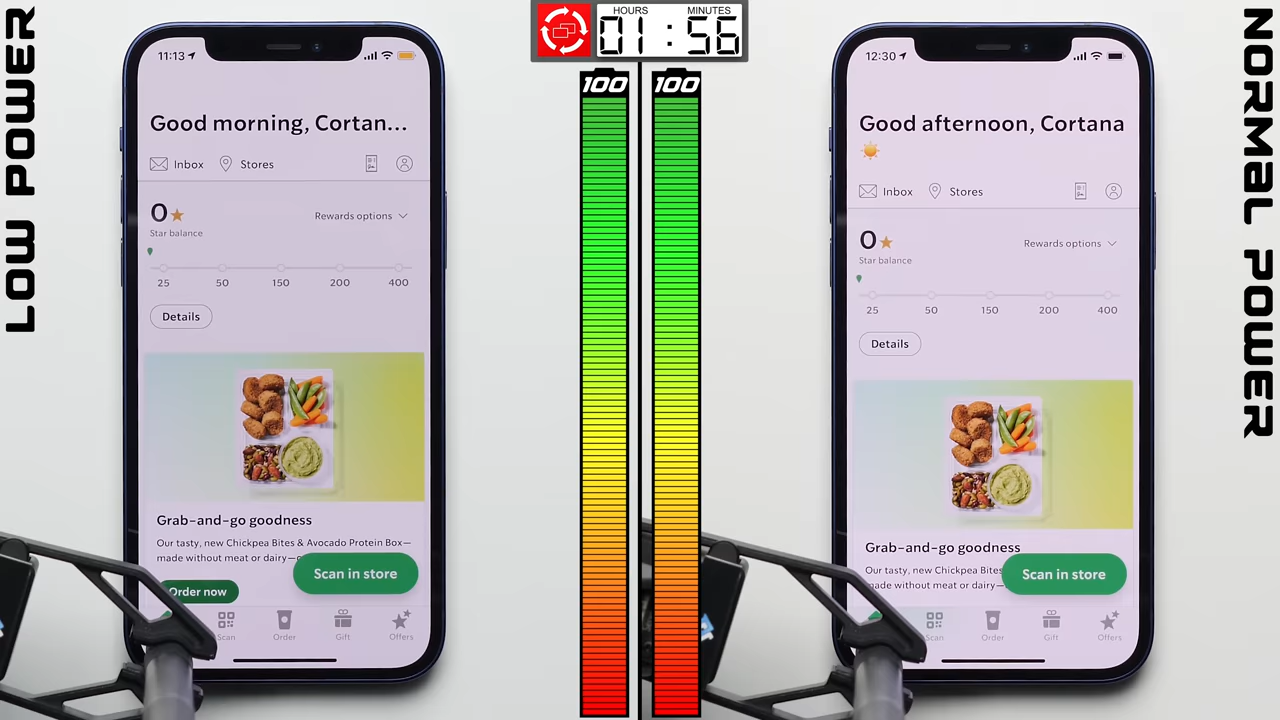 LOW POWER
11:13
Good morning, Cortan...
Inbox
Stores
0
Rewards options
Star balance
25 50 150 200 400
Details
Grab-and-go goodness
Our tasty, new Chickpea Bites & Avocado Protein Box—
made without meat or dairy—
Scan in store
Order now
Scan
Order
Gift
Offers
HOURS MINUTES
01:56
100
100
12:30
Good afternoon, Cortana
Inbox
Stores
0
Rewards options
Star balance
25 50 150 200 400
Details
Grab-and-go goodness
Our tasty, new Chickpea Bites
made without meat or dairy—
Scan in store
Scan
Order
Gift
Offers
NORMAL POWER